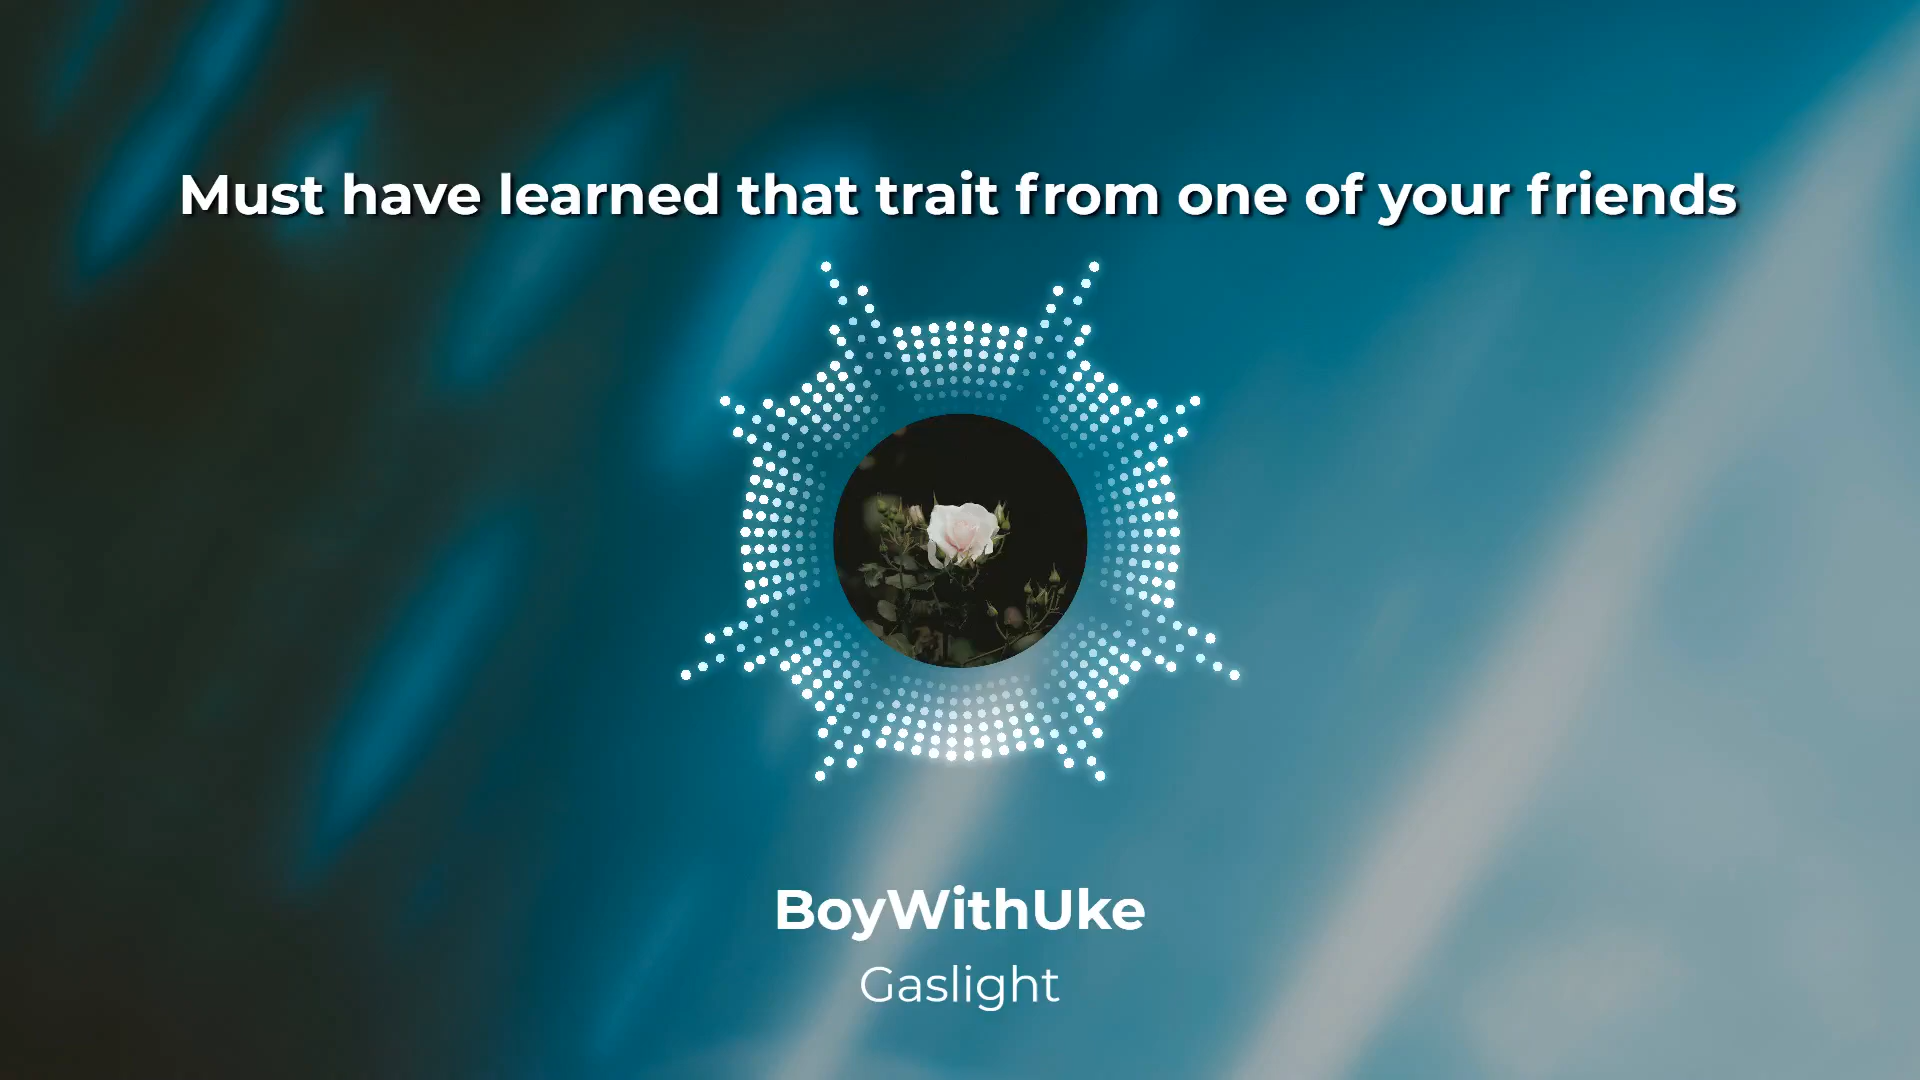 Must have learned that trait from one of your friends
BoyWithUke
Gaslight